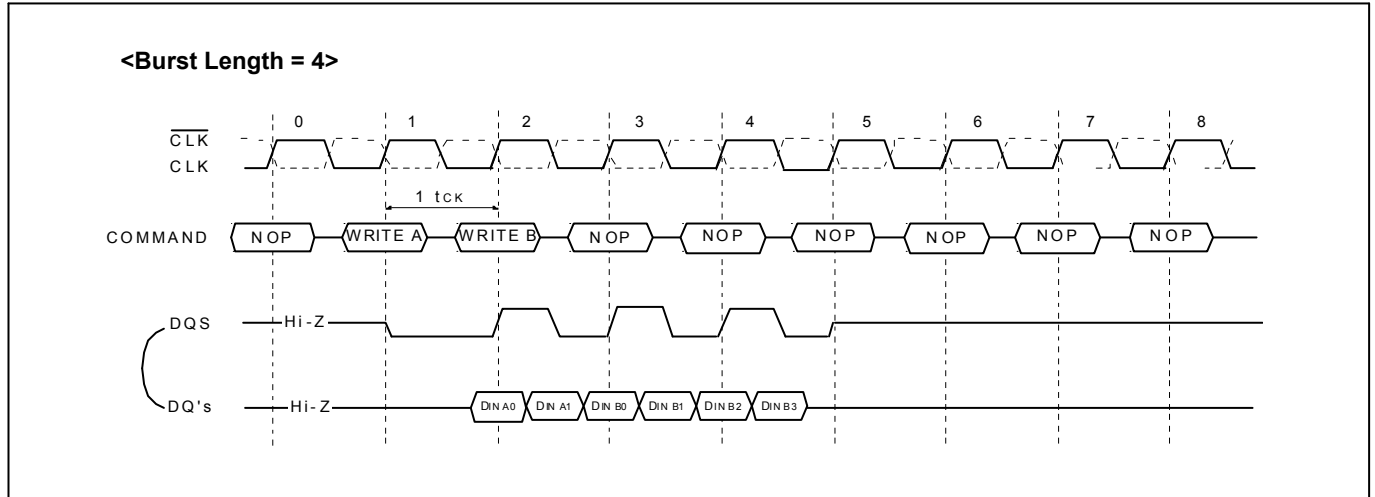 <Burst Length = 4>
0 1 2 3 4 5 6 7 8
CLK
CLK
1 tCK
COMMAND NOP WRITE A WRITE B NOP NOP NOP NOP NOP NOP
DQS Hi-Z
DQ's Hi-Z DIN A0 DIN A1 DIN B0 DIN B1 DIN B2 DIN B3